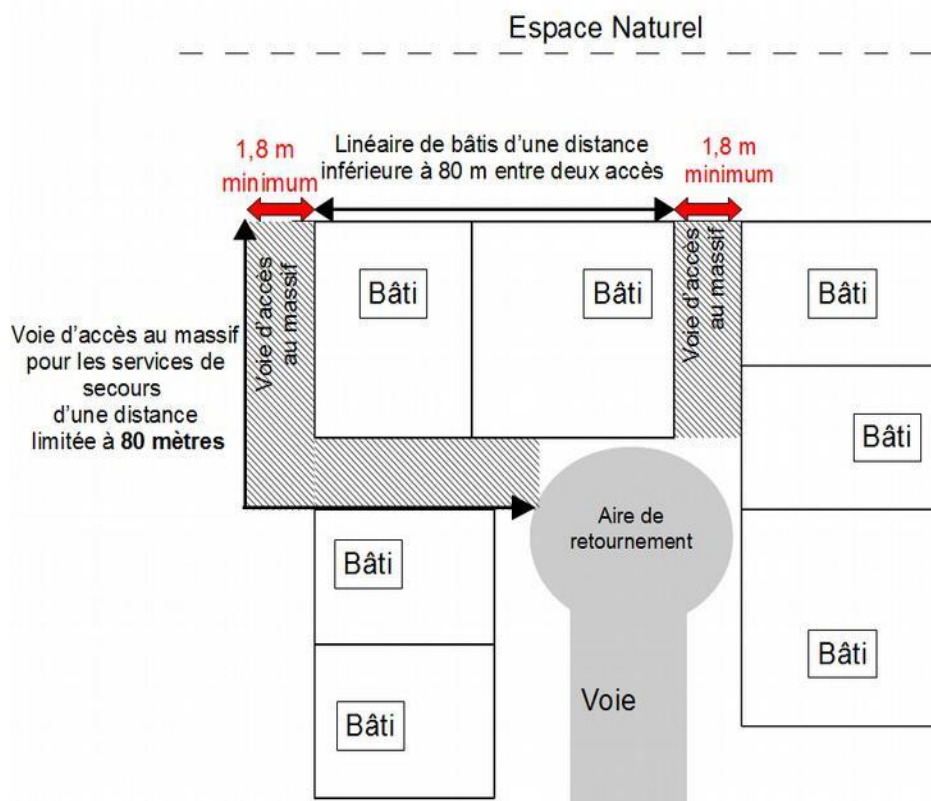 Espace Naturel
1,8 m
minimum
Linéaire de bâtis d'une distance
inférieure à 80 m entre deux accès
1,8 m
minimum
Voie d'accès au massif
pour les services de
secours
d'une distance
limitée à 80 mètres
Voie d'accès
au massif
Bâti
Bâti
Voie d'accès
au massif
Bâti
Bâti
Aire de
retournement
Bâti
Bâti
Voie
Bâti